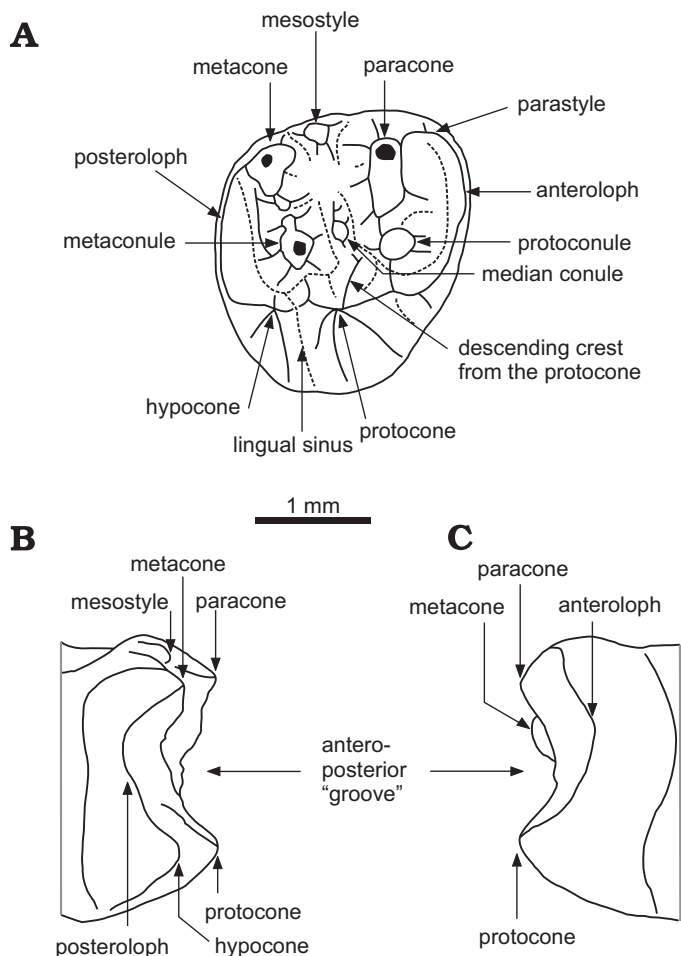 A
mesostyle
metacone
paracone
parastyle
posteroloph
anteroloph
metaconule
protoconule
median conule
descending crest
from the protocone
hypocone
protocone
lingual sinus
1 mm
B
C
metacone
paracone
mesostyle
paracone
metacone
anteroloph
antero-
posterior
“groove”
protocone
protocone
posteroloph
hypocone